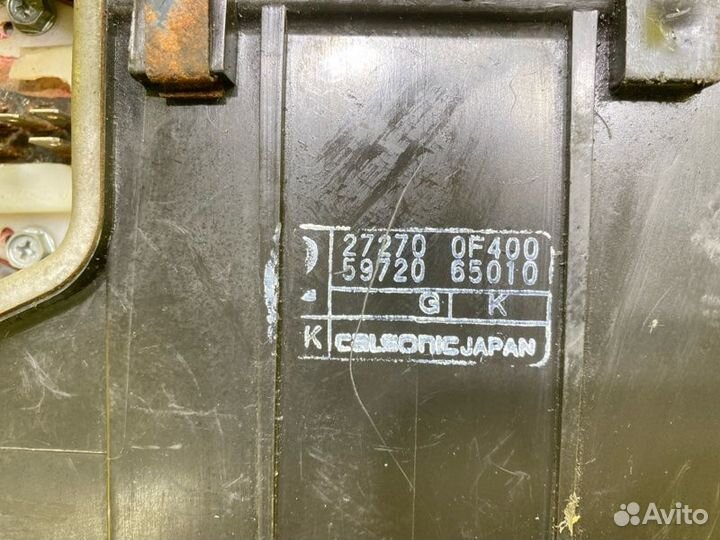 27270 0F400
59720 65010
G K
K CALSONIC JAPAN
Avito